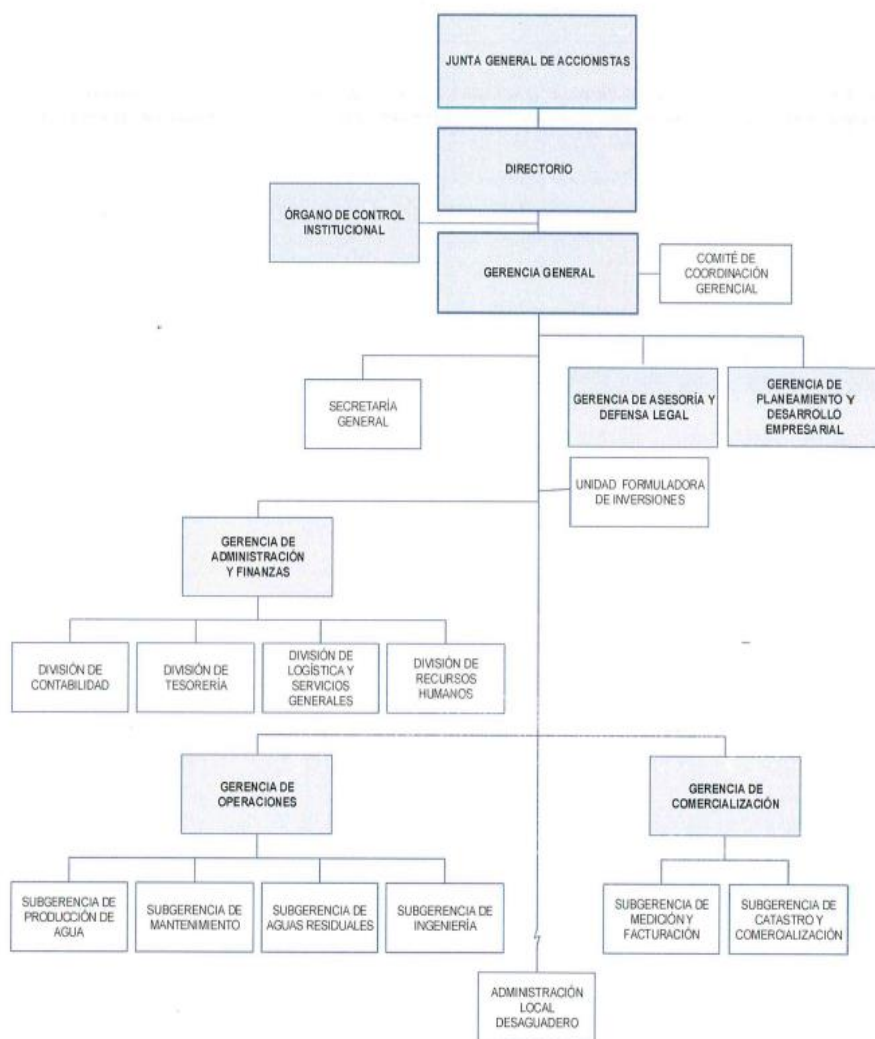 JUNTA GENERAL DE ACCIONISTAS
DIRECTORIO
ÓRGANO DE CONTROL
INSTITUCIONAL
GERENCIA GENERAL
COMITÉ DE
COORDINACIÓN
GERENCIAL
SECRETARÍA
GENERAL
GERENCIA DE ASESORÍA Y
DEFENSA LEGAL
GERENCIA DE
PLANEAMIENTO Y
DESARROLLO
EMPRESARIAL
UNIDAD FORMULADORA
DE INVERSIONES
GERENCIA DE
ADMINISTRACIÓN
Y FINANZAS
DIVISIÓN DE
CONTABILIDAD
DIVISIÓN DE
TESORERÍA
DIVISIÓN DE
LOGÍSTICA Y
SERVICIOS
GENERALES
DIVISIÓN DE
RECURSOS
HUMANOS
GERENCIA DE
OPERACIONES
GERENCIA DE
COMERCIALIZACIÓN
SUBGERENCIA DE
PRODUCCIÓN DE
AGUA
SUBGERENCIA DE
MANTENIMIENTO
SUBGERENCIA DE
AGUAS RESIDUALES
SUBGERENCIA DE
INGENIERÍA
SUBGERENCIA DE
MEDICIÓN Y
FACTURACIÓN
SUBGERENCIA DE
CATASTRO Y
COMERCIALIZACIÓN
ADMINISTRACIÓN
LOCAL
DESAGUADERO